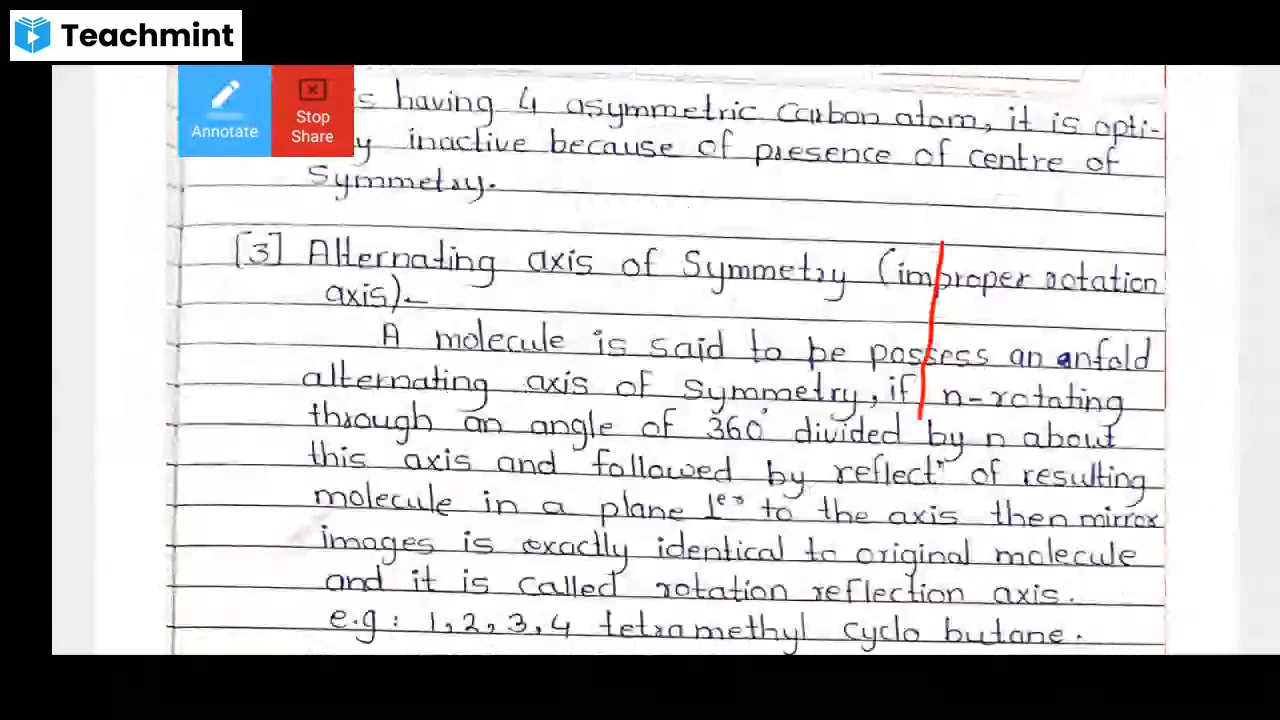 Teachmint
s having 4 asymmetric carbon atom, it is opti-
Annotate
Stop
Share
y inactive because of presence of centre of
Symmetry.
[3] Alternating axis of Symmetry (improper rotation
axis).-
A molecule is said to be possess an nfold
alternating axis of symmetry, if n-rotating
through an angle of 360° divided by n about
this axis and followed by reflectⁿ of resulting
molecule in a plane ⊥er to the axis then mirror
images is exactly identical to original molecule
and it is called rotation reflection axis.
e.g : 1,2,3,4 tetramethyl cyclo butane.